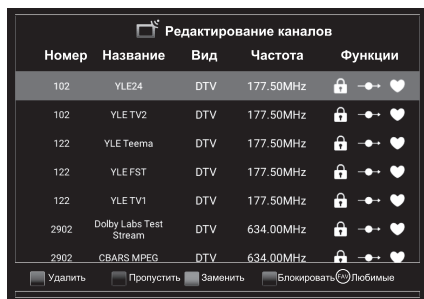 Редактирование каналов
Номер Название Вид Частота Функции
102 YLE24 DTV 177.50MHz
102 YLE TV2 DTV 177.50MHz
122 YLE Teema DTV 177.50MHz
122 YLE FST DTV 177.50MHz
122 YLE TV1 DTV 177.50MHz
2902 Dolby Labs Test Stream DTV 634.00MHz
2902 CBARS MPEG DTV 634.00MHz
Удалить Пропустить Заменить Блокировать FAV Любимые